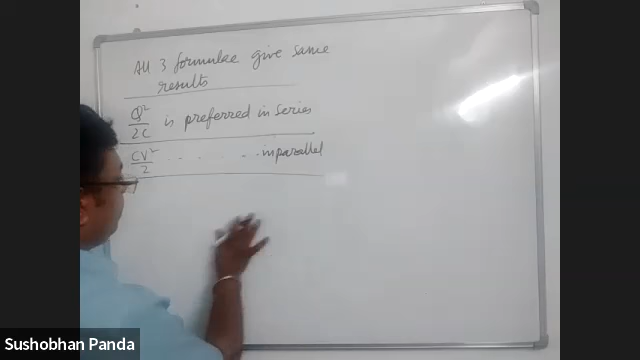 All 3 formulae give same
results
Q²/2C is preferred in series
CV²/2 . . . . . . . in parallel
Sushobhan Panda